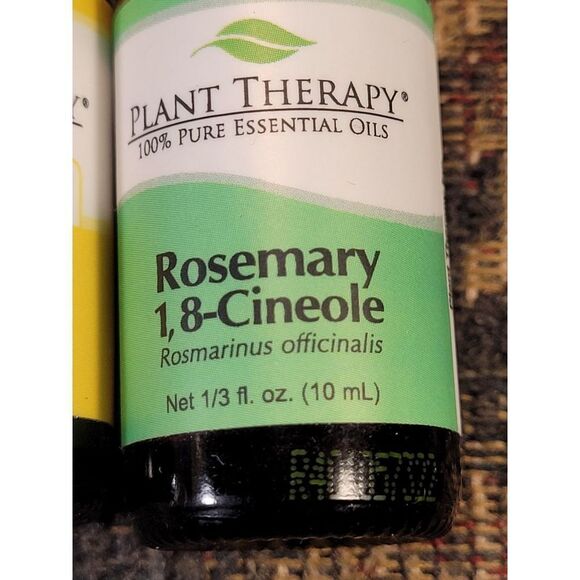 PLANT THERAPY®
100% PURE ESSENTIAL OILS
Rosemary
1,8-Cineole
Rosmarinus officinalis
Net 1/3 fl. oz. (10 mL)
Y®